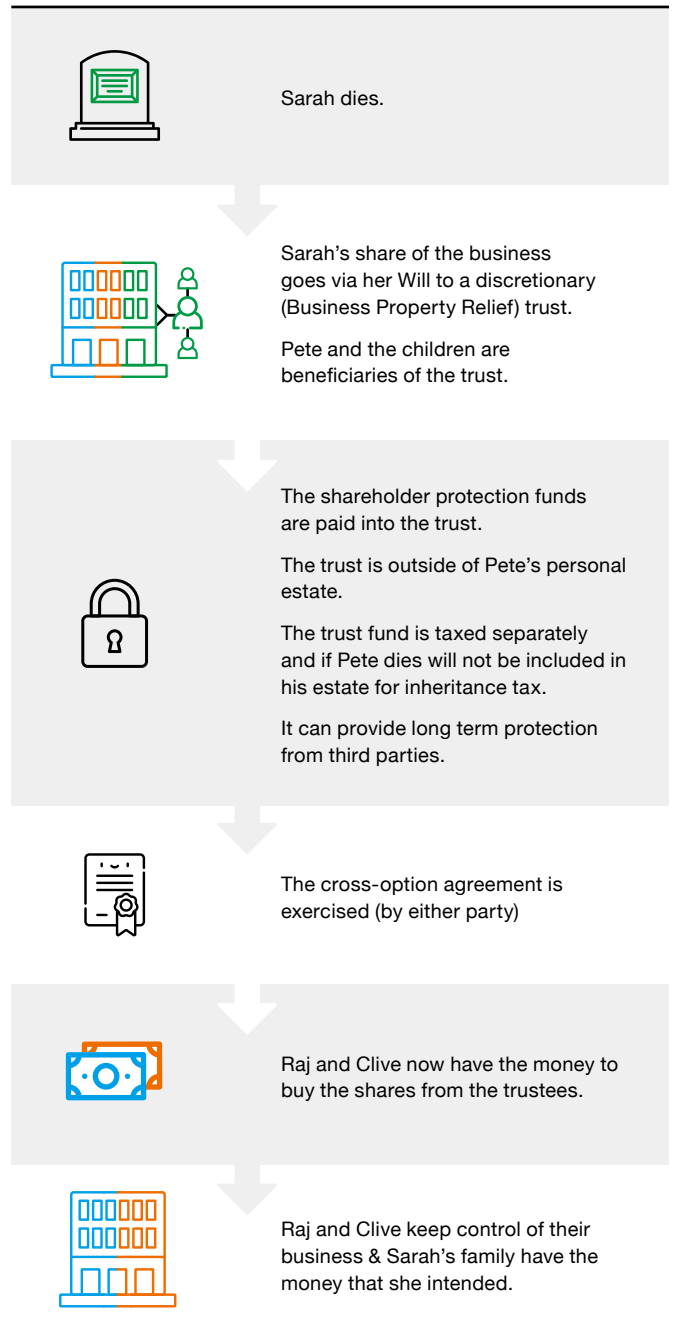 Sarah dies.
Sarah’s share of the business
goes via her Will to a discretionary
(Business Property Relief) trust.
Pete and the children are
beneficiaries of the trust.
The shareholder protection funds
are paid into the trust.
The trust is outside of Pete’s personal
estate.
The trust fund is taxed separately
and if Pete dies will not be included in
his estate for inheritance tax.
It can provide long term protection
from third parties.
The cross-option agreement is
exercised (by either party)
Raj and Clive now have the money to
buy the shares from the trustees.
Raj and Clive keep control of their
business & Sarah’s family have the
money that she intended.